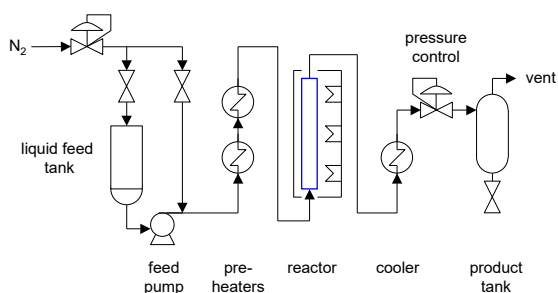 N2
liquid feed
tank
feed
pump
pre-
heaters
reactor
cooler
pressure
control
vent
product
tank